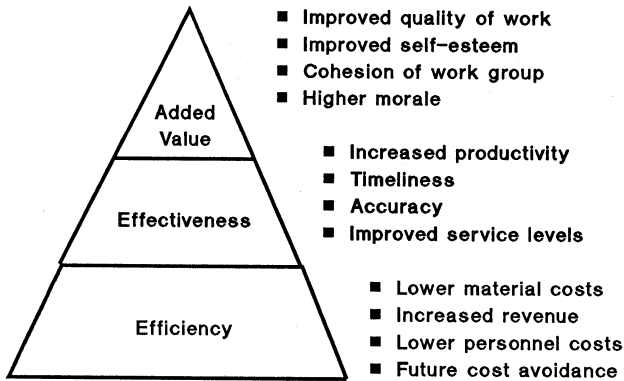 ■ Improved quality of work
■ Improved self-esteem
■ Cohesion of work group
■ Higher morale
Added
Value
■ Increased productivity
■ Timeliness
■ Accuracy
■ Improved service levels
Effectiveness
■ Lower material costs
■ Increased revenue
■ Lower personnel costs
■ Future cost avoidance
Efficiency